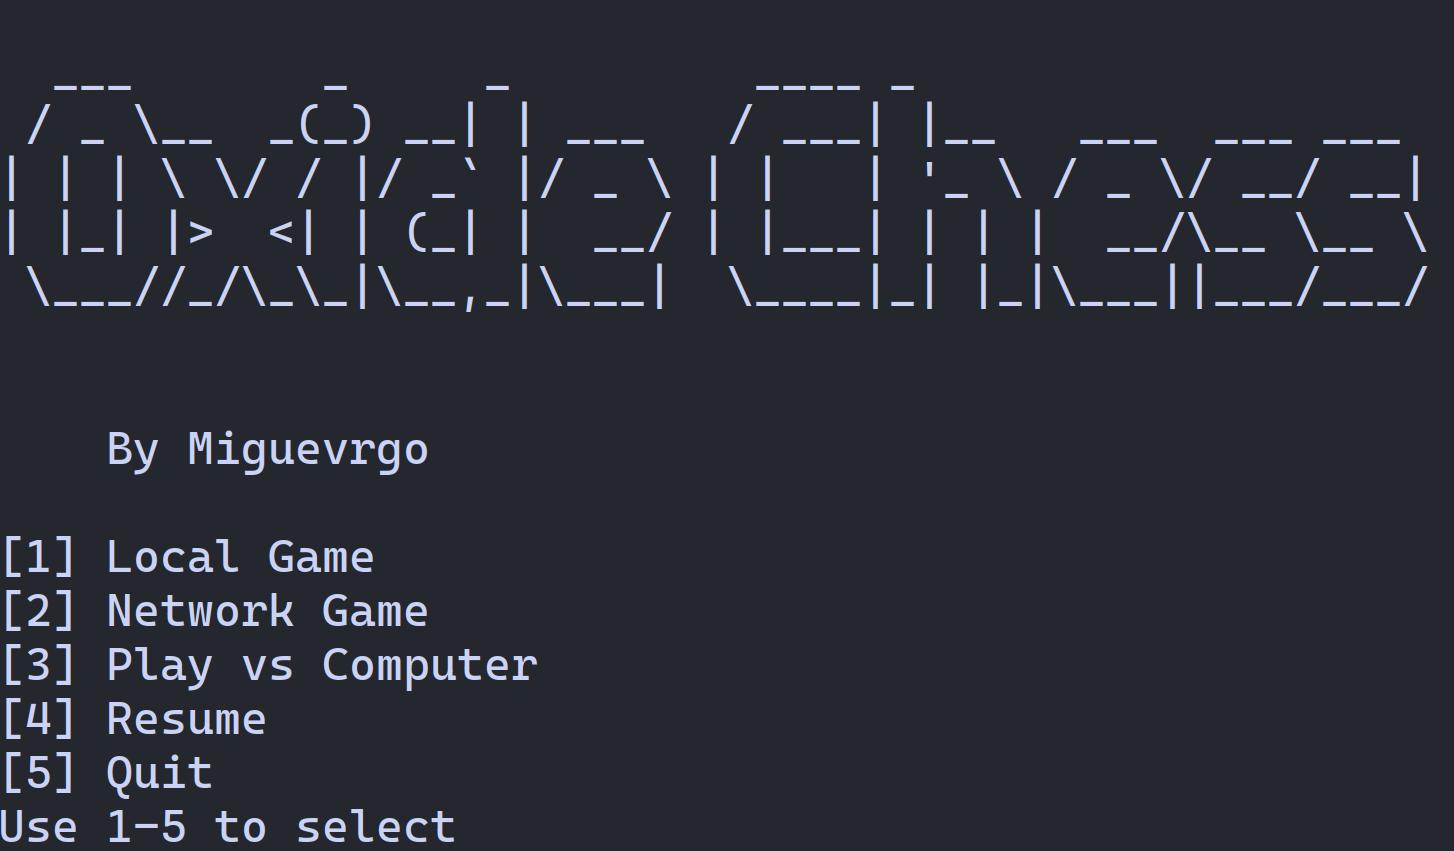 Oxide Chess
By Miguevrgo
[1] Local Game
[2] Network Game
[3] Play vs Computer
[4] Resume
[5] Quit
Use 1-5 to select